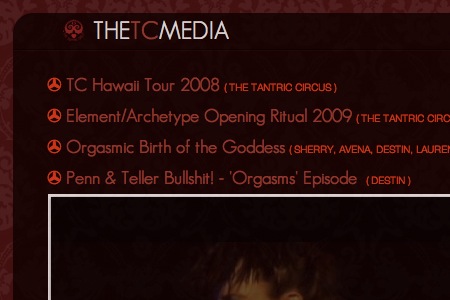 THETCMEDIA
TC Hawaii Tour 2008 ( THE TANTRIC CIRCUS )
Element/Archetype Opening Ritual 2009 ( THE TANTRIC CIRC
Orgasmic Birth of the Goddess ( SHERRY, AVENA, DESTIN, LAUREN
Penn & Teller Bullshit! - 'Orgasms' Episode ( DESTIN )